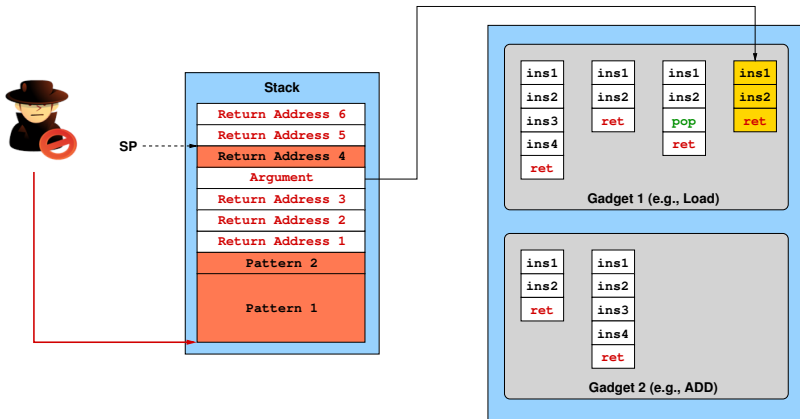 Stack
Return Address 6
Return Address 5
SP
Return Address 4
Argument
Return Address 3
Return Address 2
Return Address 1
Pattern 2
Pattern 1
ins1
ins2
ins3
ins4
ret
ins1
ins2
ret
ins1
ins2
pop
ret
ins1
ins2
ret
Gadget 1 (e.g., Load)
ins1
ins2
ret
ins1
ins2
ins3
ins4
ret
Gadget 2 (e.g., ADD)